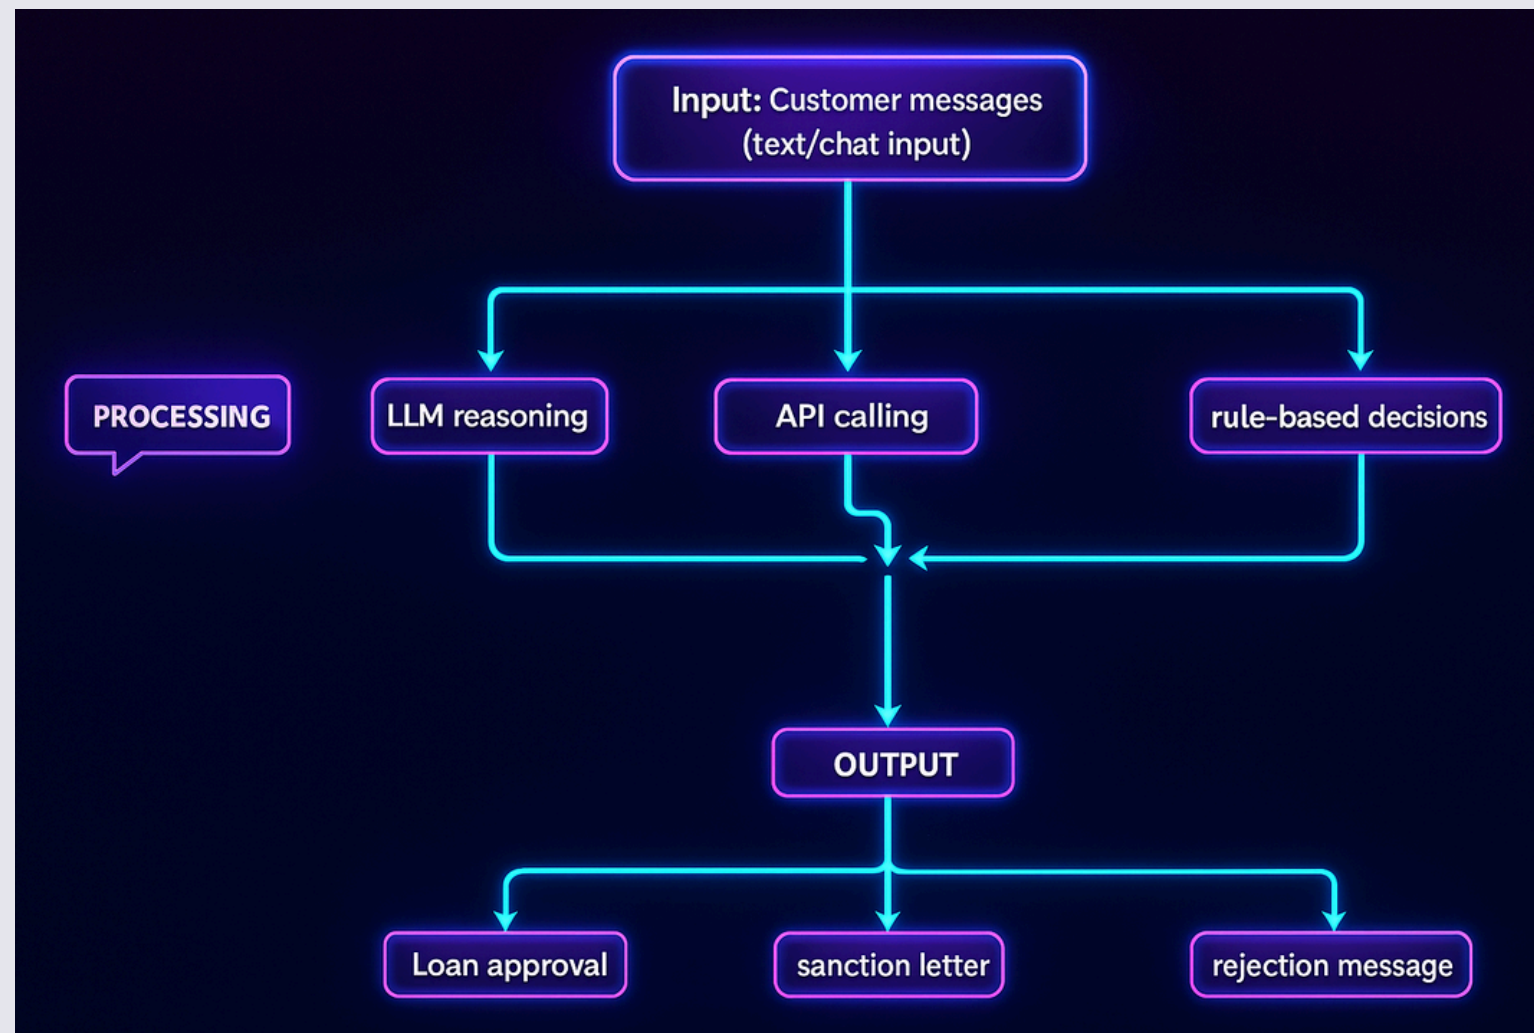 Input: Customer messages
(text/chat input)
PROCESSING
LLM reasoning
API calling
rule-based decisions
OUTPUT
Loan approval
sanction letter
rejection message